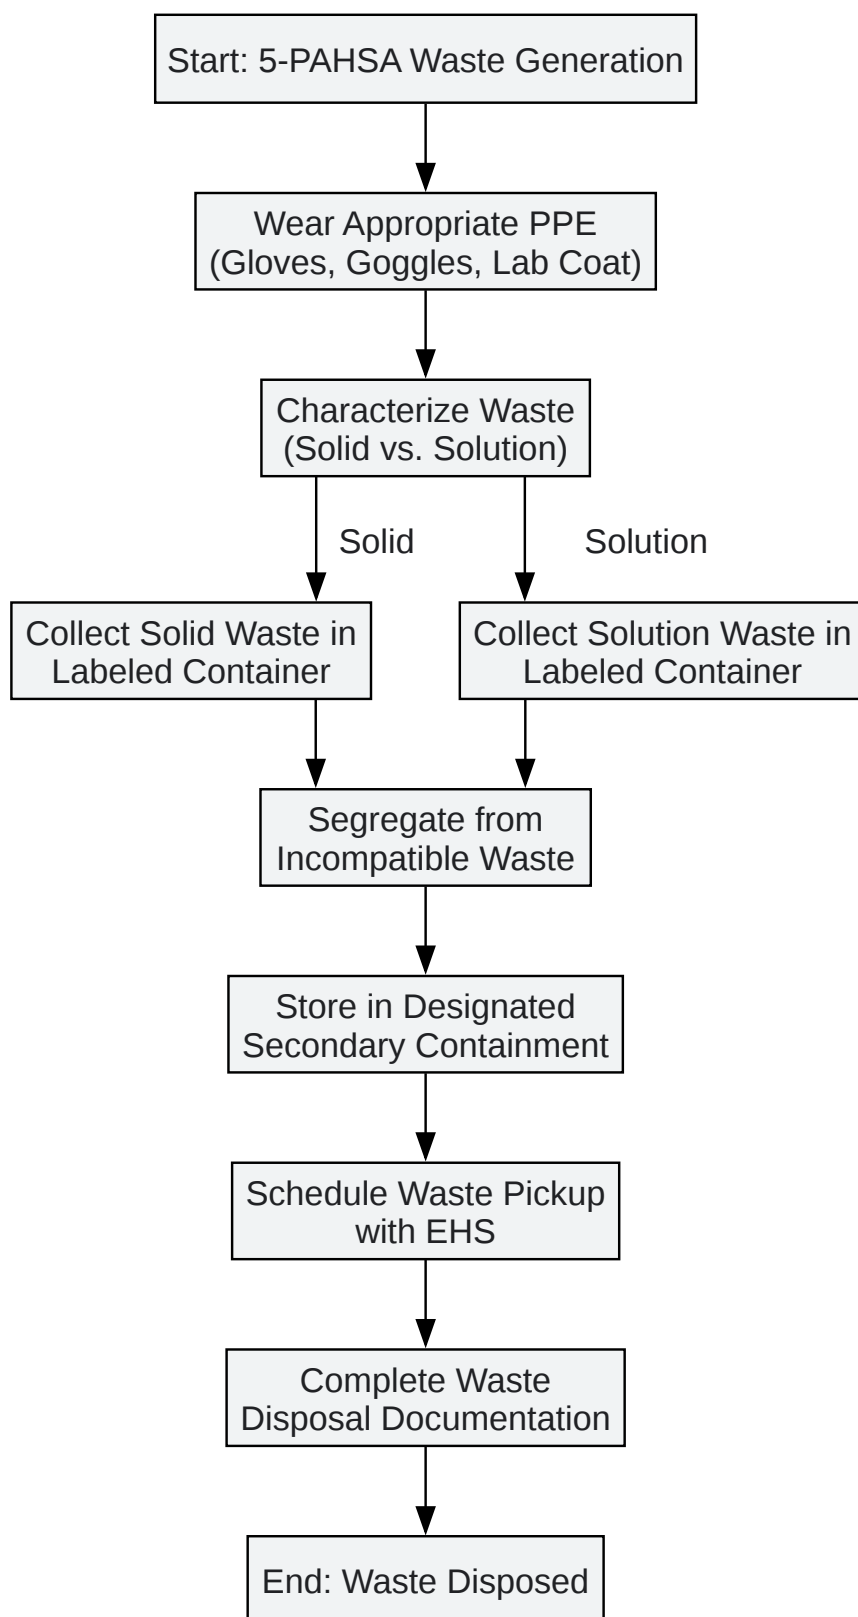 Start: 5-PAHSA Waste Generation
Wear Appropriate PPE
(Gloves, Goggles, Lab Coat)
Characterize Waste
(Solid vs. Solution)
Solid
Solution
Collect Solid Waste in
Labeled Container
Collect Solution Waste in
Labeled Container
Segregate from
Incompatible Waste
Store in Designated
Secondary Containment
Schedule Waste Pickup
with EHS
Complete Waste
Disposal Documentation
End: Waste Disposed